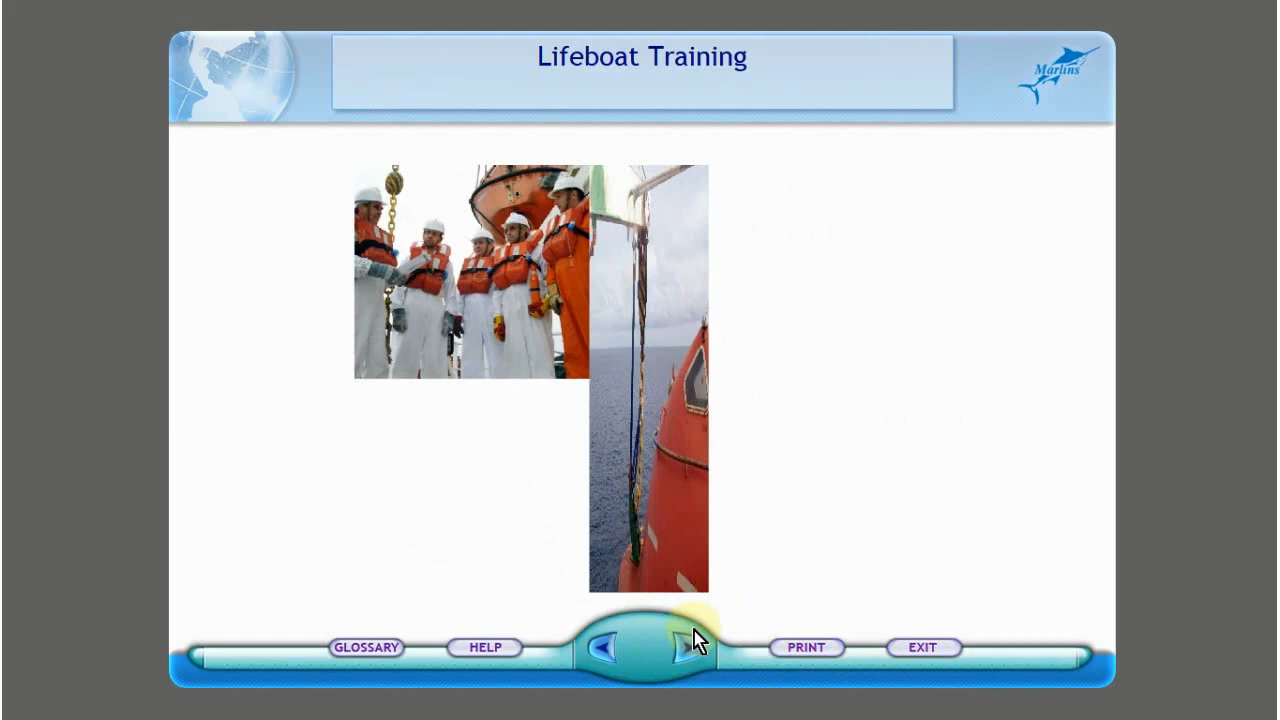 Lifeboat Training
Marlins
GLOSSARY
HELP
PRINT
EXIT